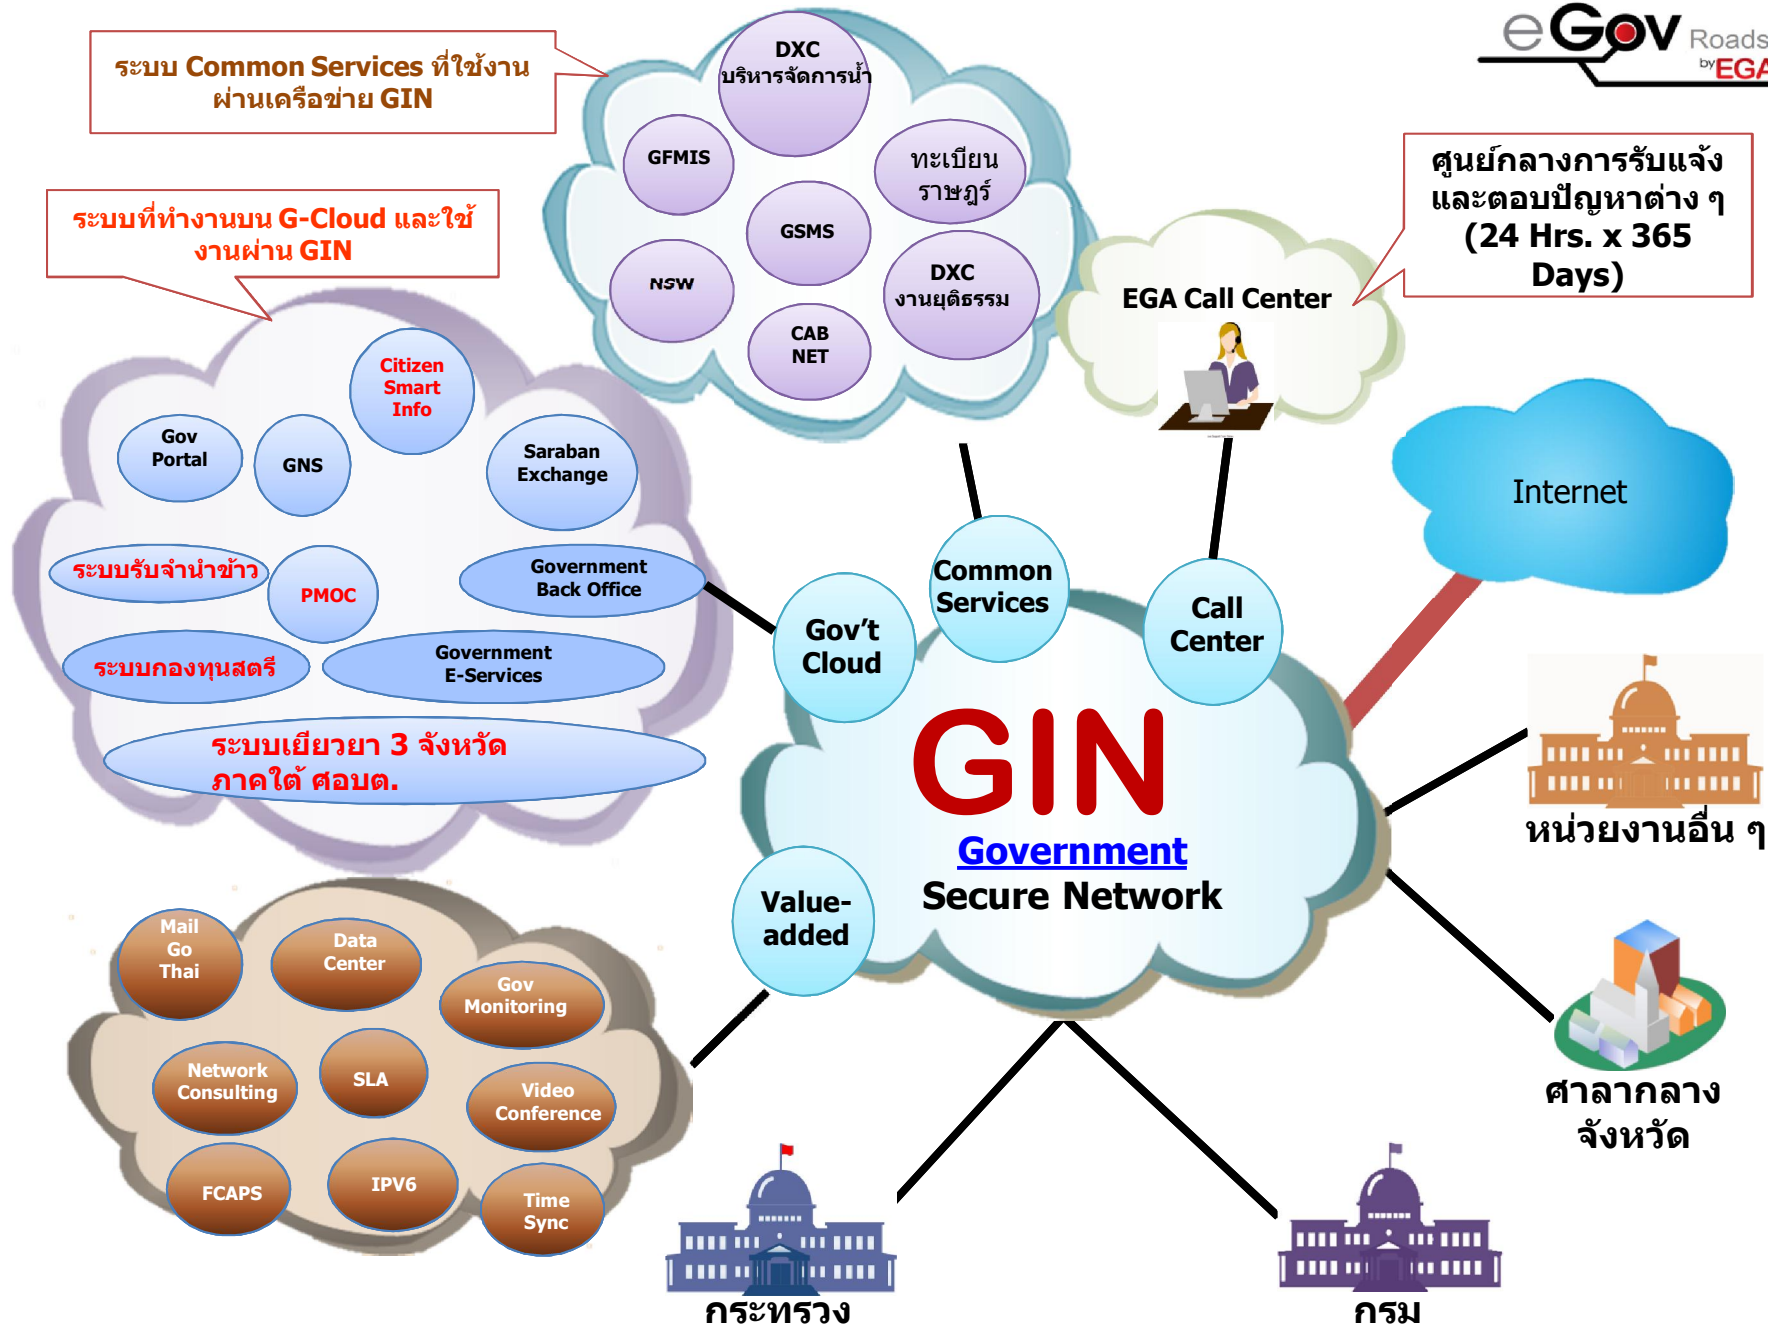 eGov Roads
by EGA
ระบบ Common Services ที่ใช้งาน
ผ่านเครือข่าย GIN
DXC
บริหารจัดการน้ำ
GFMIS
ทะเบียน
ราษฎร์
GSMS
NSW
DXC
งานยุติธรรม
CAB
NET
ศูนย์กลางการรับแจ้ง
และตอบปัญหาต่าง ๆ
(24 Hrs. x 365
Days)
EGA Call Center
ระบบที่ทำงานบน G-Cloud และใช้
งานผ่าน GIN
Citizen
Smart
Info
Gov
Portal
GNS
Saraban
Exchange
ระบบรับจำนำข้าว
PMOC
Government
Back Office
ระบบกองทุนสตรี
Government
E-Services
ระบบเยียวยา 3 จังหวัด
ภาคใต้ ศอบต.
Internet
Common
Services
Call
Center
Gov't
Cloud
GIN
Government
Secure Network
Value-
added
หน่วยงานอื่น ๆ
ศาลากลาง
จังหวัด
Mail
Go
Thai
Data
Center
Gov
Monitoring
Network
Consulting
SLA
Video
Conference
FCAPS
IPV6
Time
Sync
กระทรวง
กรม